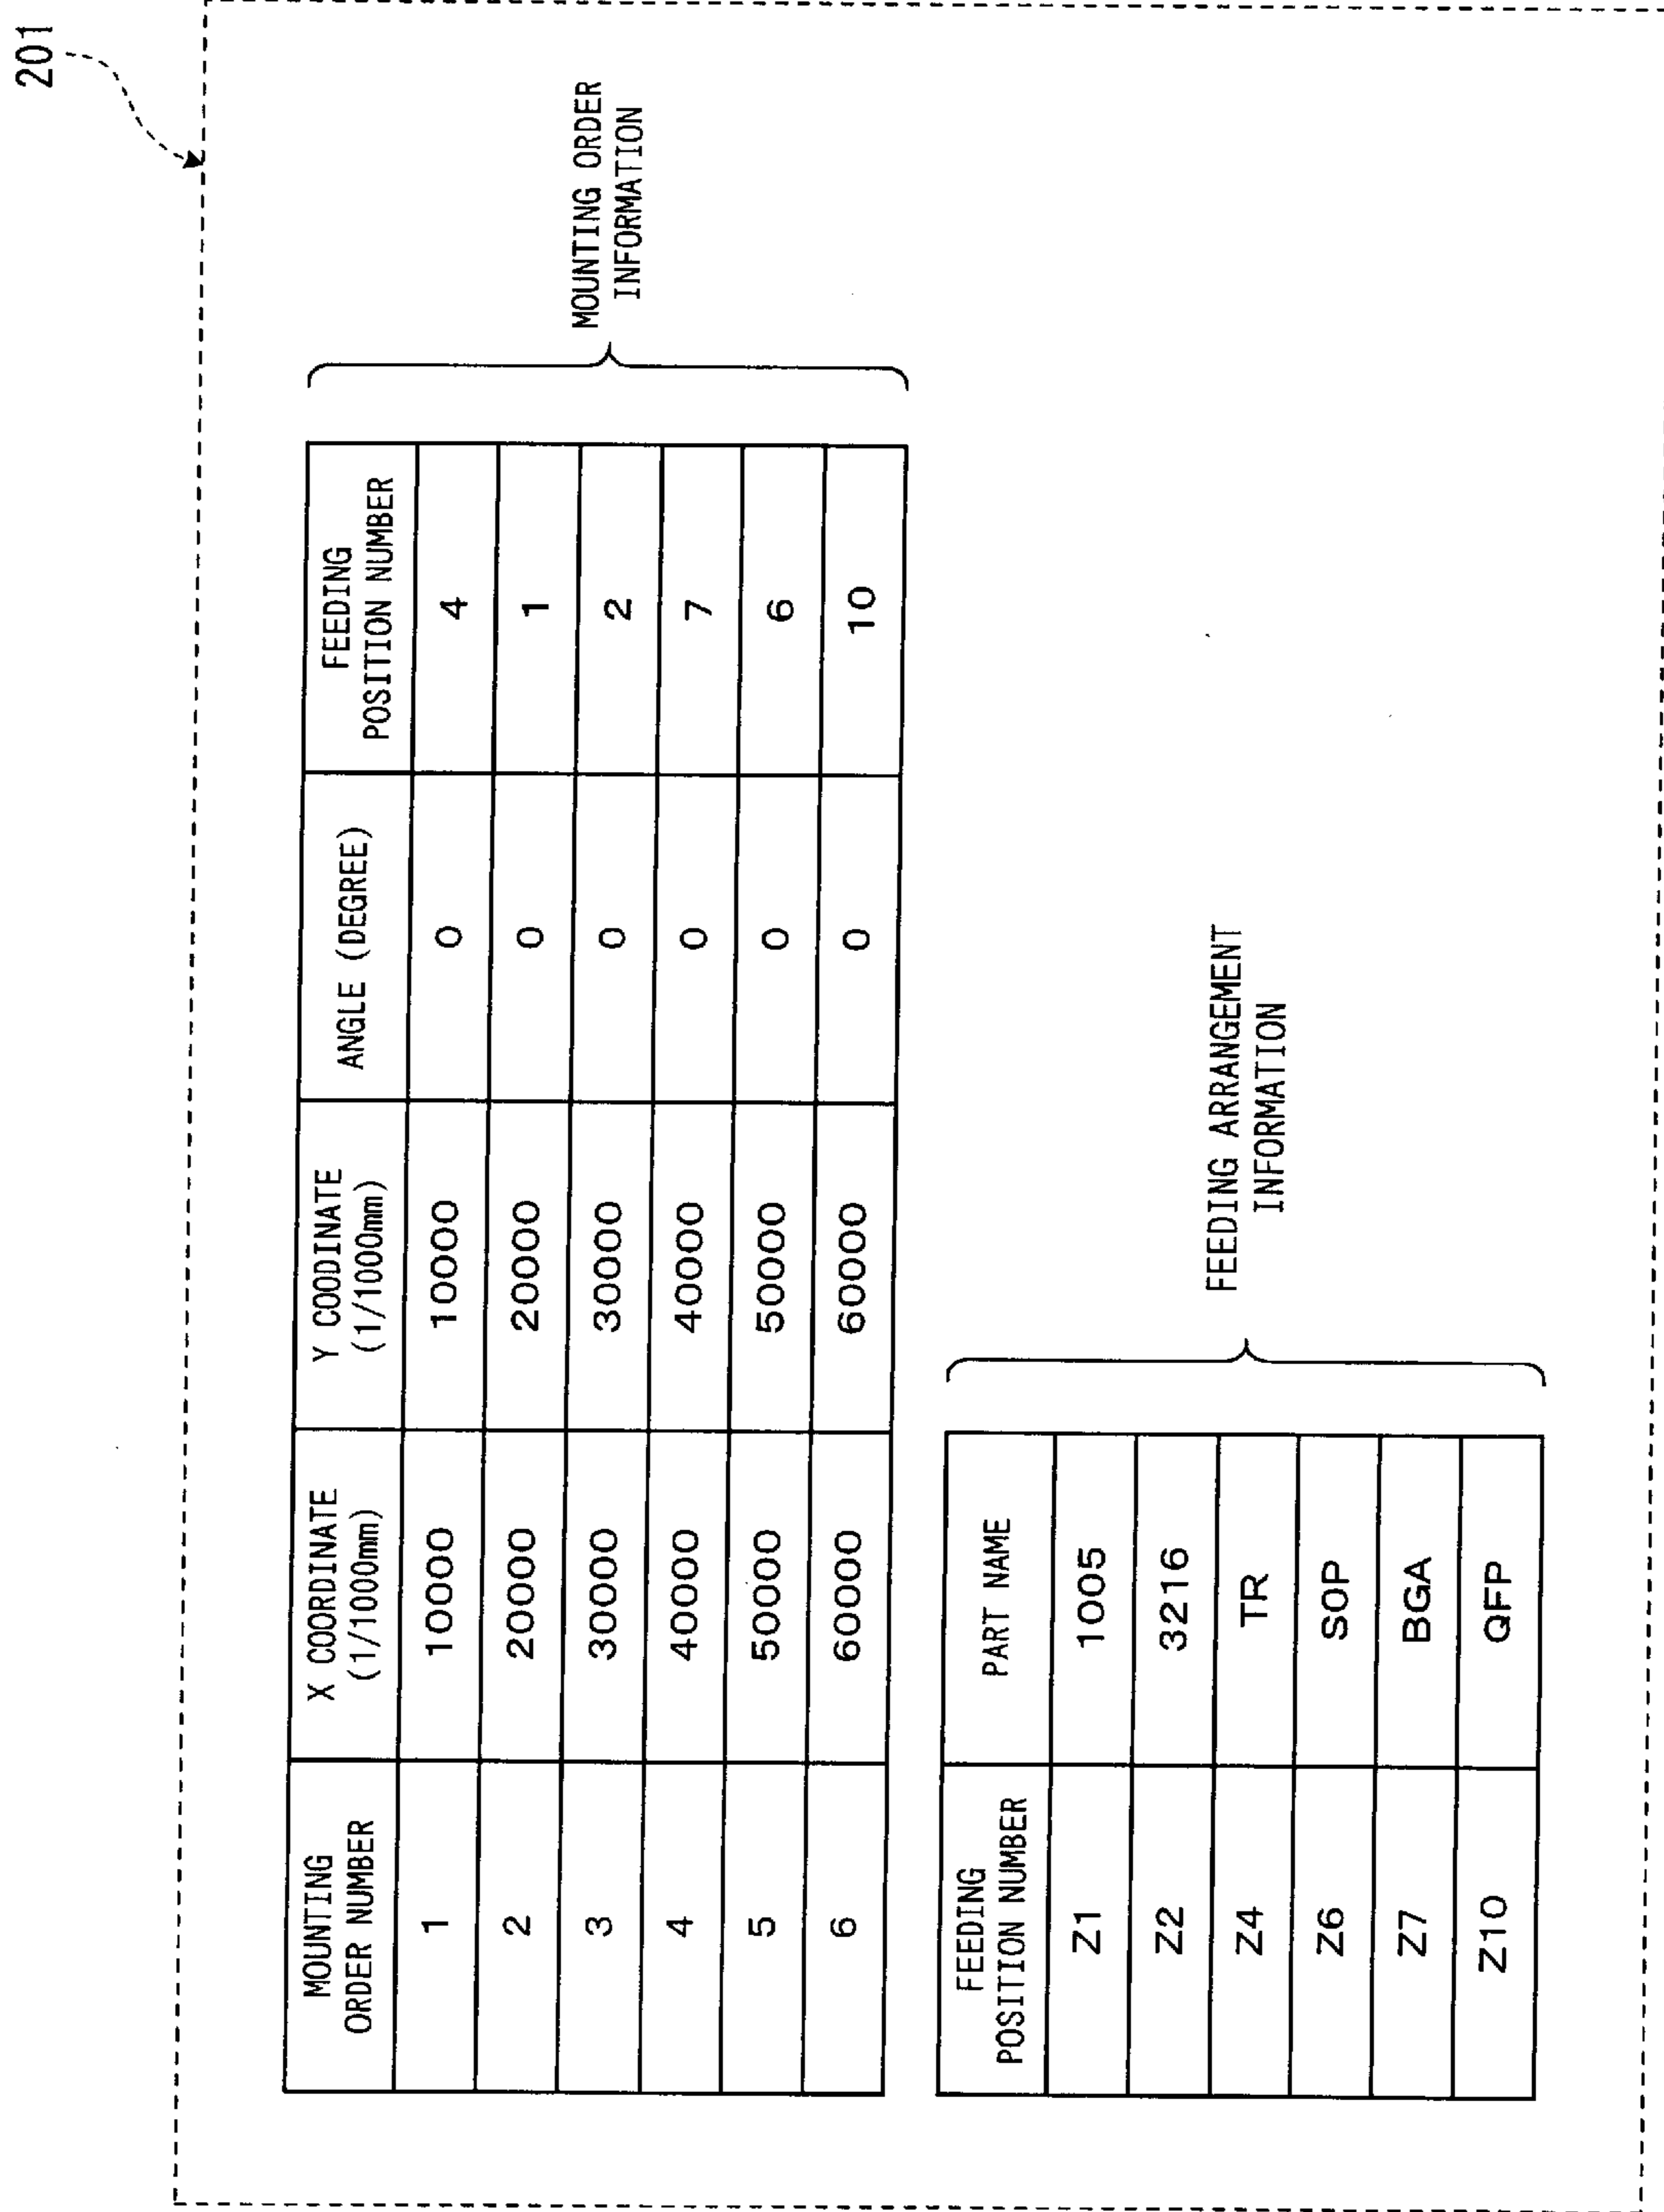 201
MOUNTING ORDER
INFORMATION
MOUNTING
ORDER NUMBER
X COORDINATE
(1/1000mm)
Y COODINATE
(1/1000mm)
ANGLE (DEGREE)
FEEDING
POSITION NUMBER
1 10000 10000 0 4
2 20000 20000 0 1
3 30000 30000 0 2
4 40000 40000 0 7
5 50000 50000 0 6
6 60000 60000 0 10
FEEDING
POSITION NUMBER
PART NAME
Z1 1005
Z2 3216
Z4 TR
Z6 SOP
Z7 BGA
Z10 QFP
FEEDING ARRANGEMENT
INFORMATION